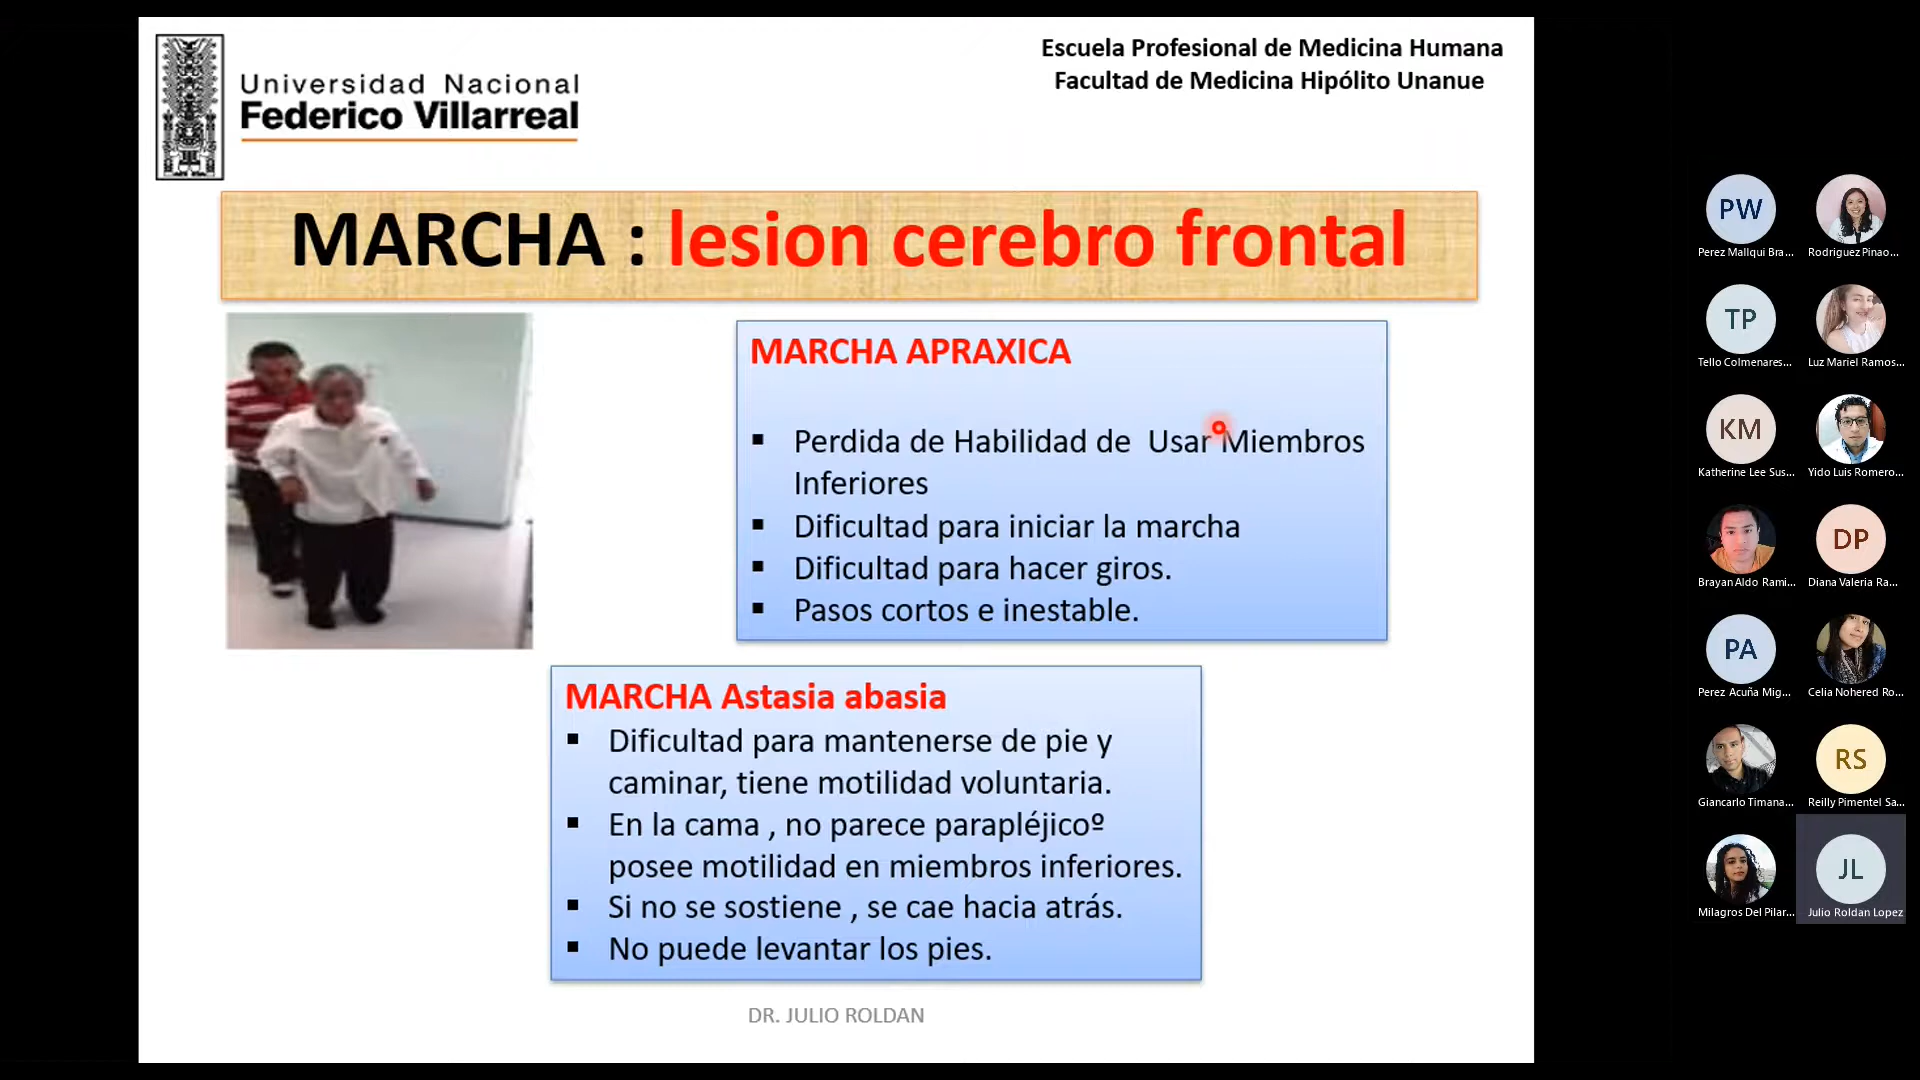 Universidad Nacional
Federico Villarreal
Escuela Profesional de Medicina Humana
Facultad de Medicina Hipólito Unanue
MARCHA : lesion cerebro frontal
MARCHA APRAXICA
▪ Perdida de Habilidad de Usar Miembros
Inferiores
▪ Dificultad para iniciar la marcha
▪ Dificultad para hacer giros.
▪ Pasos cortos e inestable.
MARCHA Astasia abasia
▪ Dificultad para mantenerse de pie y
caminar, tiene motilidad voluntaria.
▪ En la cama , no parece parapléjicoº
posee motilidad en miembros inferiores.
▪ Si no se sostiene , se cae hacia atrás.
▪ No puede levantar los pies.
DR. JULIO ROLDAN
PW
Perez Mallqui Bra...
Rodriguez Pinao...
TP
Tello Colmenares...
Luz Mariel Ramos...
KM
Katherine Lee Sus...
Yido Luis Romero...
Brayan Aldo Rami...
DP
Diana Valeria Ra...
PA
Perez Acuña Mig...
Celia Nohered Ro...
Giancarlo Timana...
RS
Reilly Pimentel Sa...
Milagros Del Pilar...
JL
Julio Roldan Lopez